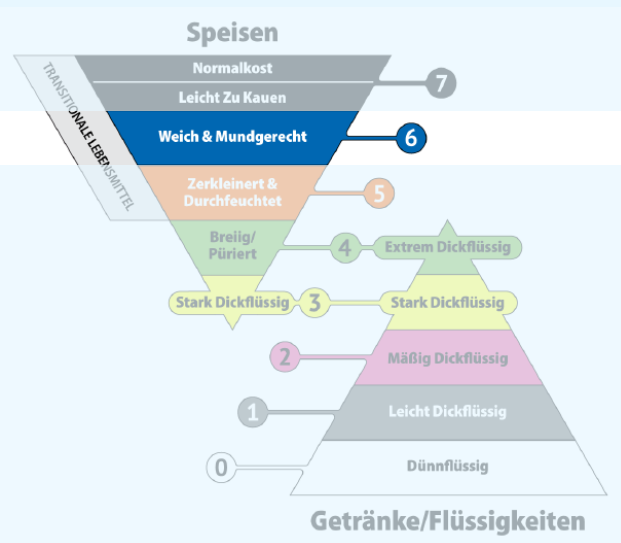 Speisen
Normalkost
Leicht Zu Kauen
7
TRANSITIONALE LEBENSMITTEL
Weich & Mundgerecht
6
Zerkleinert &
Durchfeuchtet
5
Breiig/
Püriert
4
Extrem Dickflüssig
Stark Dickflüssig
3
Stark Dickflüssig
2
Mäßig Dickflüssig
1
Leicht Dickflüssig
0
Dünnflüssig
Getränke/Flüssigkeiten